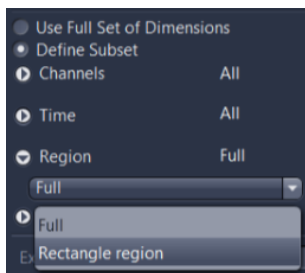 Use Full Set of Dimensions
Define Subset
Channels All
Time All
Region Full
Full
Full
Rectangle region